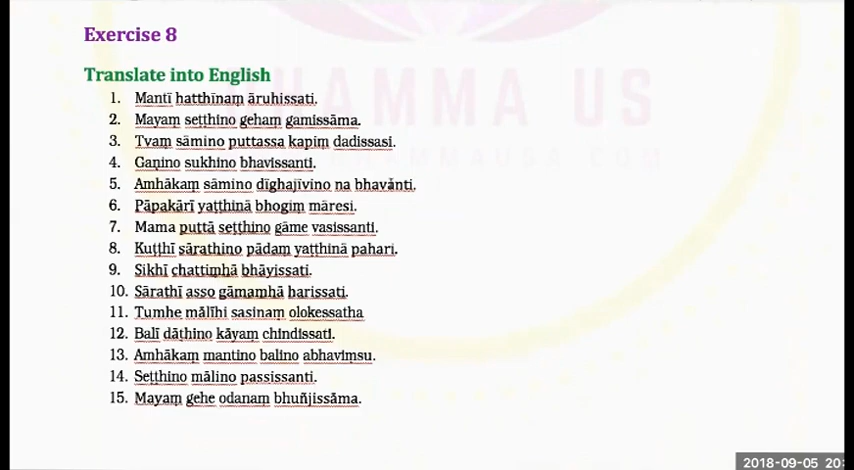 Exercise 8
Translate into English
1. Mantī hatthīnaṃ āruhissati.
2. Mayaṃ seṭṭhino gehaṃ gamissāma.
3. Tvaṃ sāmino puttassa kapiṃ dadissasi.
4. Gaṇino sukhino bhavissanti.
5. Amhākaṃ sāmino dīghajīvino na bhavanti.
6. Pāpakārī yaṭṭhinā bhogiṃ māresi.
7. Mama puttā seṭṭhino gāme vasissanti.
8. Kuṭṭhī sārathino pādaṃ yaṭṭhinā pahari.
9. Sikhī chattimhā bhāyissati.
10. Sārathī asso gāmamhā harissati.
11. Tumhe mālīhi sasinaṃ olokessatha
12. Balī dāṭhino kāyaṃ chindissati.
13. Amhākaṃ mantino balino abhaviṃsu.
14. Seṭṭhino mālino passissanti.
15. Mayaṃ gehe odanaṃ bhuñjissāma.
DHAMMA US
2018-09-05 20: